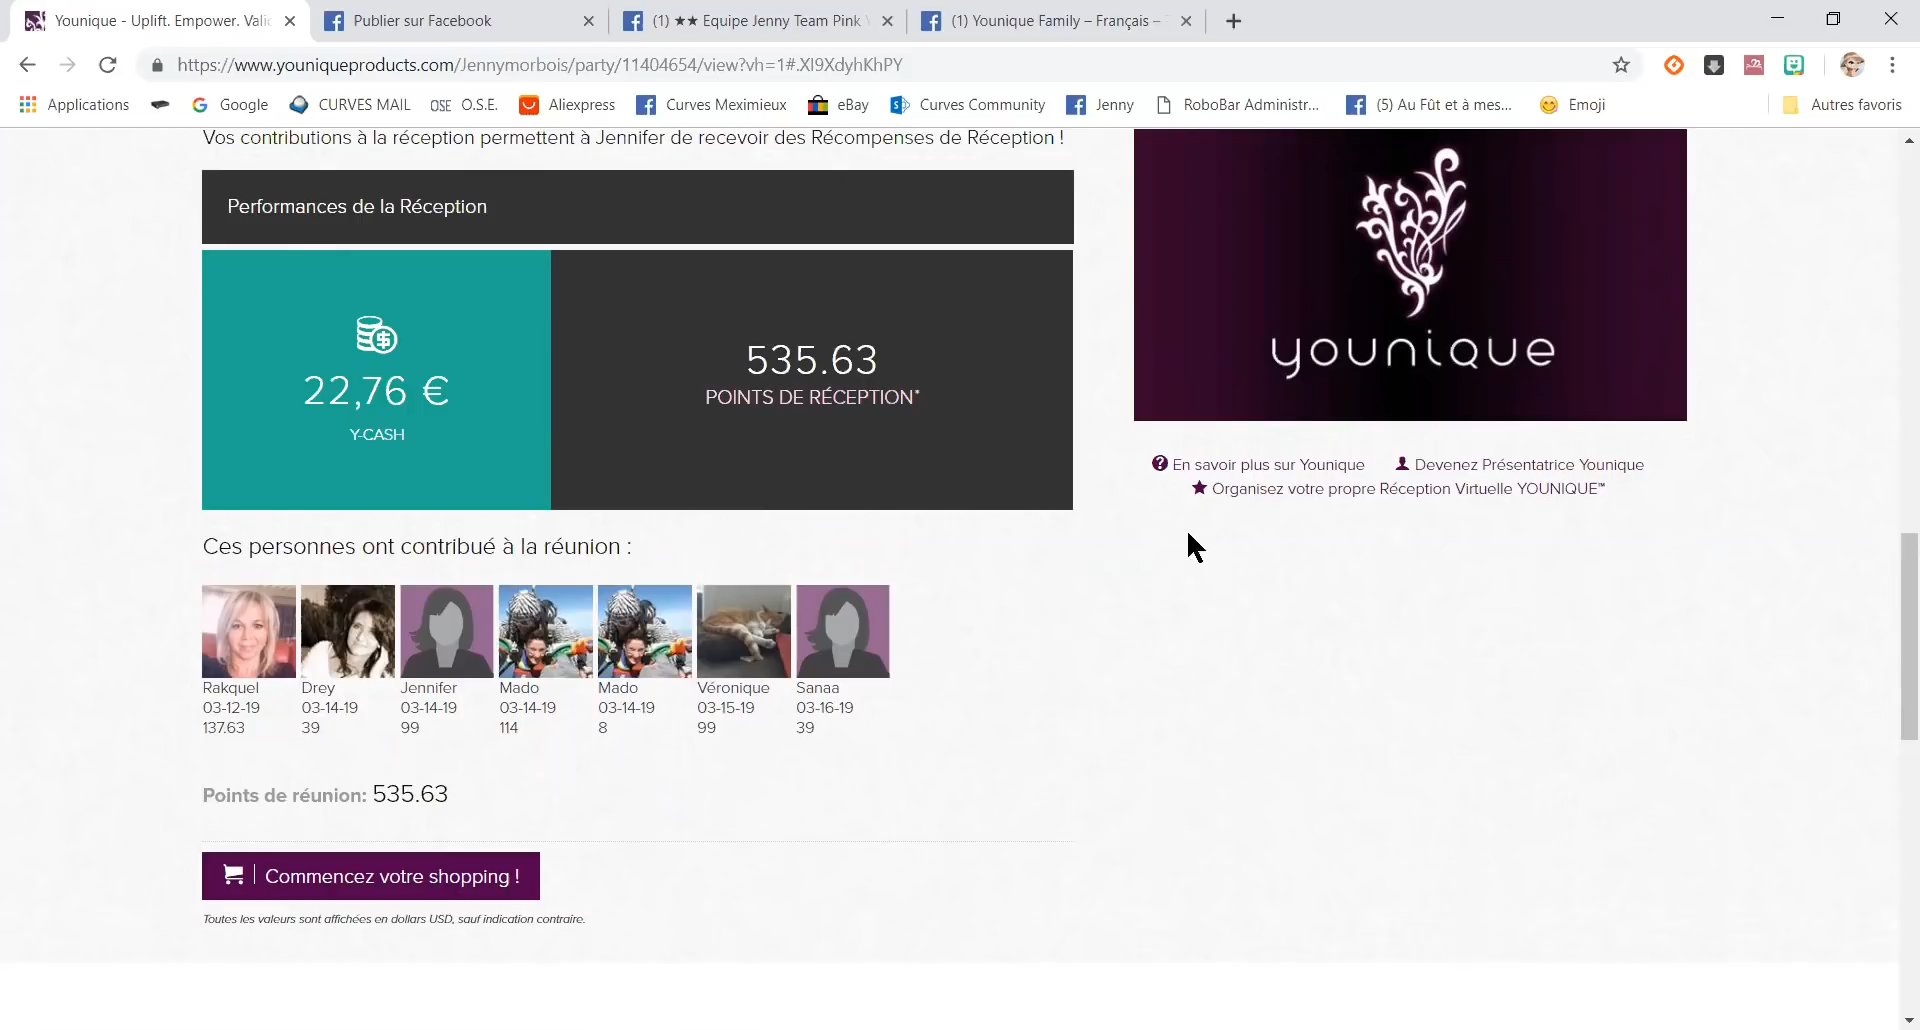 Younique - Uplift. Empower. Valid
Publier sur Facebook
(1) ★★ Equipe Jenny Team Pink
(1) Younique Family – Français –
https://www.youniqueproducts.com/Jennymorbois/party/11404654/view?vh=1#.XI9XdyhKhPY
Applications
Google
CURVES MAIL
OSE O.S.E.
Aliexpress
Curves Meximieux
eBay
Curves Community
Jenny
RoboBar Administr...
(5) Au Fût et à mes...
Emoji
Autres favoris
Vos contributions à la réception permettent à Jennifer de recevoir des Récompenses de Réception !
Performances de la Réception
22,76 €
Y-CASH
535.63
POINTS DE RÉCEPTION*
younique
En savoir plus sur Younique
Devenez Présentatrice Younique
Organisez votre propre Réception Virtuelle YOUNIQUE™
Ces personnes ont contribué à la réunion :
Rakquel
03-12-19
137.63
Drey
03-14-19
39
Jennifer
03-14-19
99
Mado
03-14-19
114
Mado
03-14-19
8
Véronique
03-15-19
99
Sanaa
03-16-19
39
Points de réunion: 535.63
Commencez votre shopping !
Toutes les valeurs sont affichées en dollars USD, sauf indication contraire.